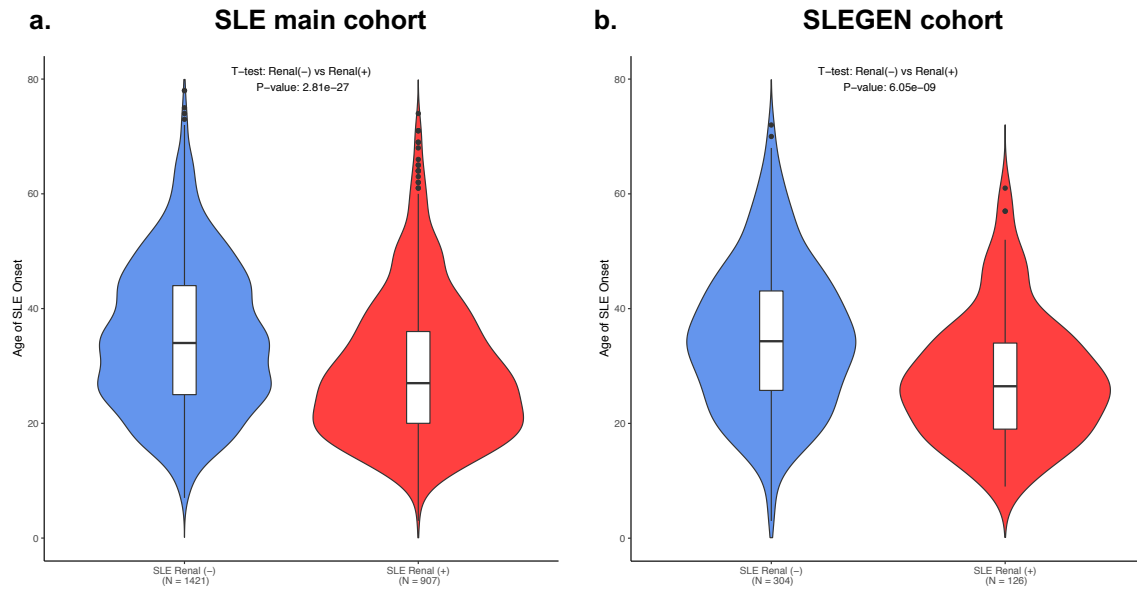 a.
SLE main cohort
T-test: Renal(−) vs Renal(+)
P-value: 2.81e−27
Age of SLE Onset
80
60
40
20
0
SLE Renal (−)
(N = 1421)
SLE Renal (+)
(N = 907)
b.
SLEGEN cohort
T-test: Renal(−) vs Renal(+)
P-value: 6.05e−09
Age of SLE Onset
80
60
40
20
0
SLE Renal (−)
(N = 304)
SLE Renal (+)
(N = 126)